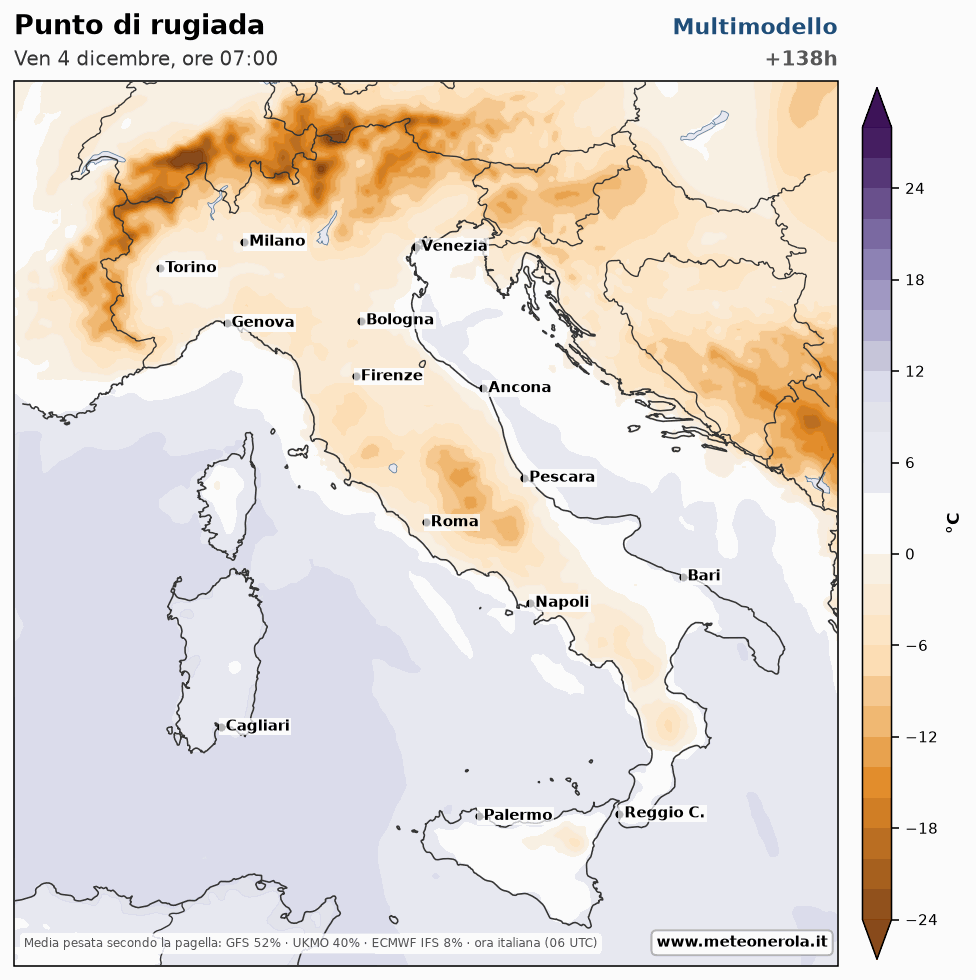 Punto di rugiada
Multimodello
Ven 4 dicembre, ore 07:00
+138h
Milano
Venezia
Torino
Genova
Bologna
Firenze
Ancona
Pescara
Roma
Bari
Napoli
Cagliari
Palermo
Reggio C.
24
18
12
6
0
−6
−12
−18
−24
°C
Media pesata secondo la pagella: GFS 52% · UKMO 40% · ECMWF IFS 8% · ora italiana (06 UTC)
www.meteonerola.it